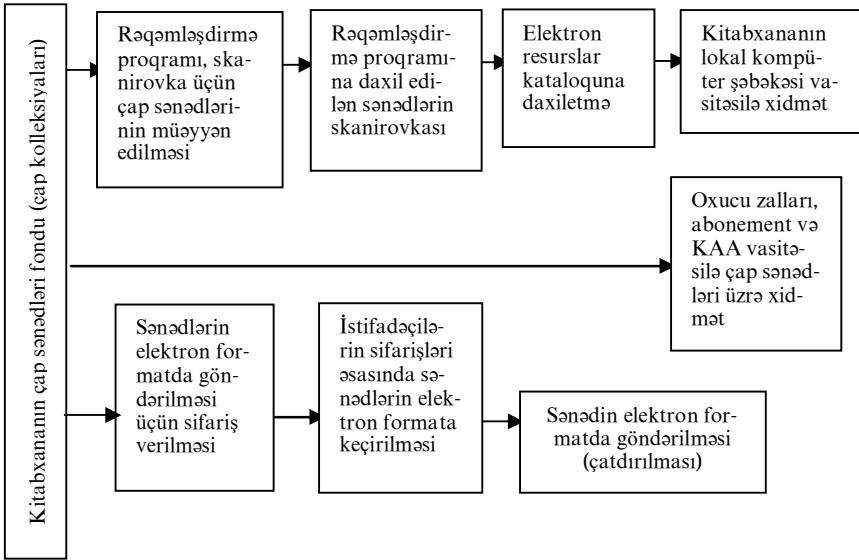 Kitabxananın çap sənədləri fondu (çap kolleksiyaları)
Rəqəmləşdirmə
proqramı, ska-
nirovka üçün
çap sənədləri-
nin müəyyən
edilməsi
Rəqəmləşdir-
mə proqramı-
na daxil edi-
lən sənədlərin
skanirovkası
Elektron
resurslar
kataloquna
daxiletmə
Kitabxananın
lokal kompü-
ter şəbəkəsi va-
sitəsilə xidmət
Oxucu zalları,
abonement və
KAA vasitə-
silə çap sənəd-
ləri üzrə xid-
mət
Sənədlərin
elektron for-
matda gön-
dərilməsi
üçün sifariş
verilməsi
İstifadəçilə-
rin sifarişləri
əsasında sə-
nədlərin elek-
tron formata
keçirilməsi
Sənədin elektron for-
matda göndərilməsi
(çatdırılması)